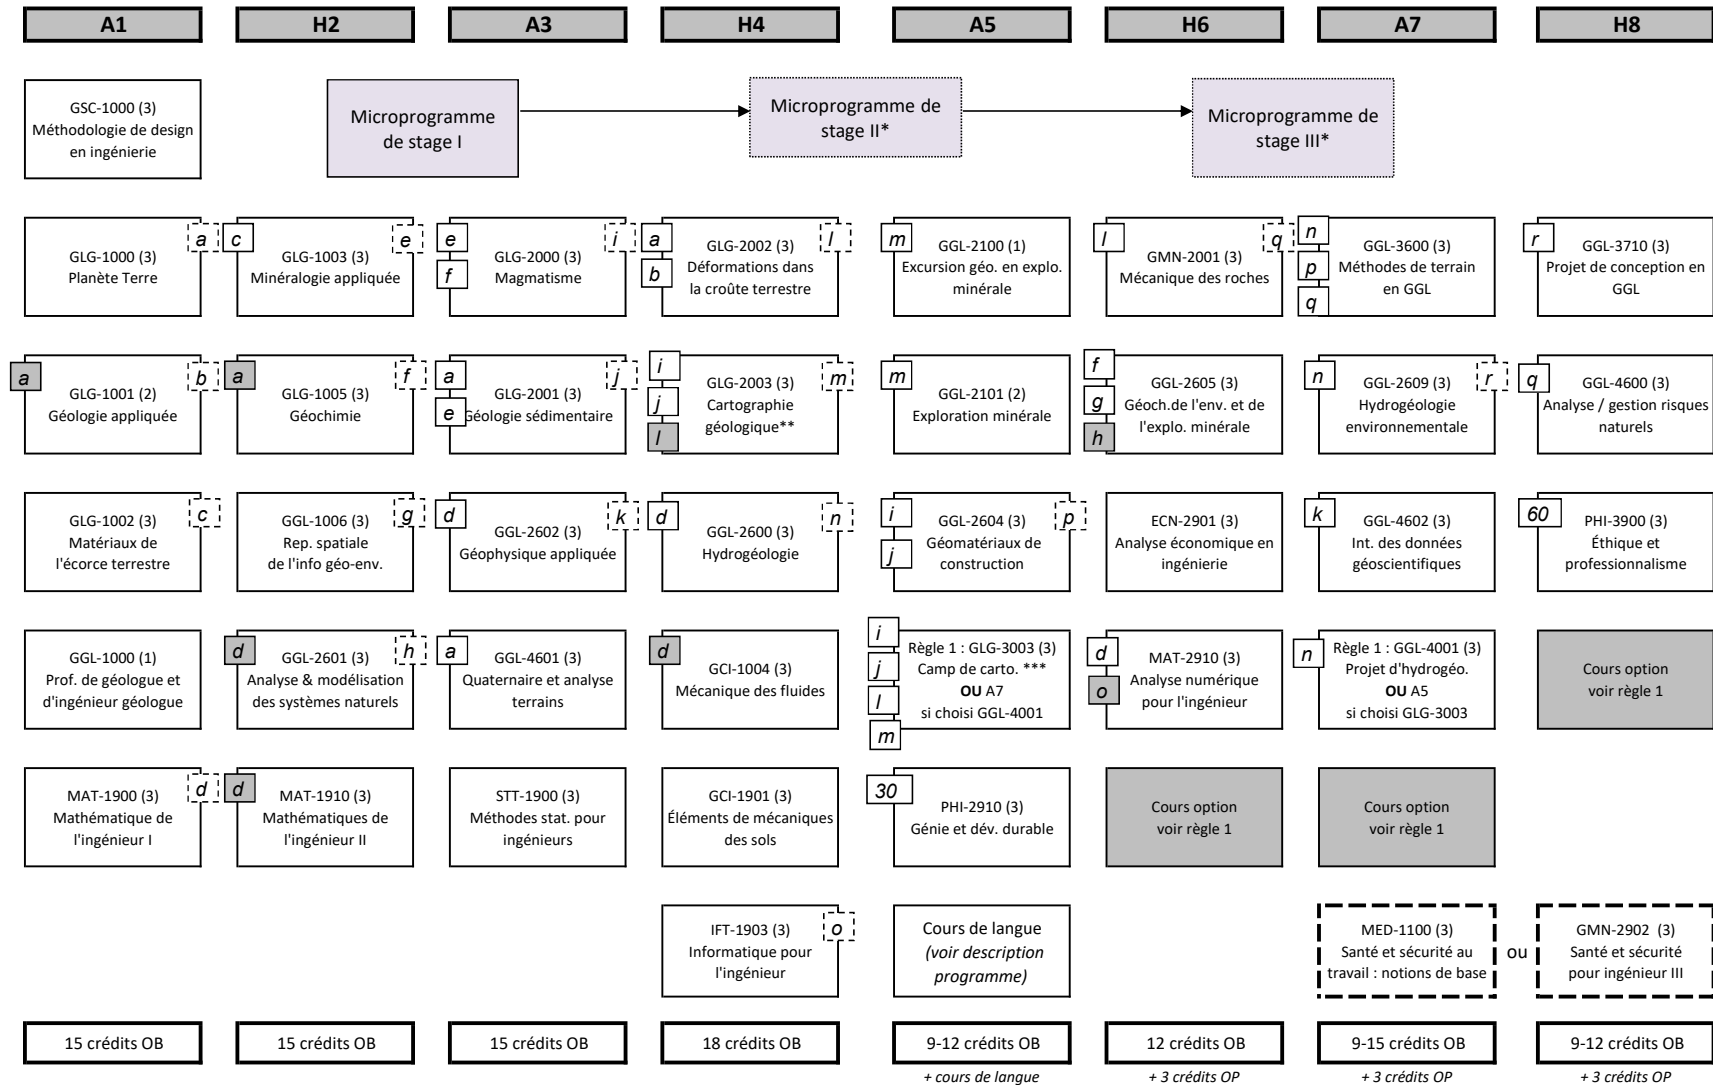 A1
H2
A3
H4
A5
H6
A7
H8
GSC-1000 (3)
Méthodologie de design
en ingénierie
Microprogramme
de stage I
Microprogramme de
stage II*
Microprogramme de
stage III*
a
GLG-1000 (3)
Planète Terre
c
e
GLG-1003 (3)
Minéralogie appliquée
e
f
i
GLG-2000 (3)
Magmatisme
a
b
l
GLG-2002 (3)
Déformations dans
la croûte terrestre
m
GGL-2100 (1)
Excursion géo. en explo.
minérale
l
q
GMN-2001 (3)
Mécanique des roches
n
p
q
GGL-3600 (3)
Méthodes de terrain
en GGL
r
GGL-3710 (3)
Projet de conception en
GGL
a
b
GLG-1001 (2)
Géologie appliquée
a
f
GLG-1005 (3)
Géochimie
a
e
j
GLG-2001 (3)
Géologie sédimentaire
i
j
l
m
GLG-2003 (3)
Cartographie
géologique**
m
GGL-2101 (2)
Exploration minérale
f
g
h
GGL-2605 (3)
Géoch.de l'env. et de
l'explo. minérale
n
r
GGL-2609 (3)
Hydrogéologie
environnementale
q
GGL-4600 (3)
Analyse / gestion risques
naturels
c
GLG-1002 (3)
Matériaux de
l'écorce terrestre
g
GGL-1006 (3)
Rep. spatiale
de l'info géo-env.
d
k
GGL-2602 (3)
Géophysique appliquée
d
n
GGL-2600 (3)
Hydrogéologie
i
j
p
GGL-2604 (3)
Géomatériaux de
construction
ECN-2901 (3)
Analyse économique en
ingénierie
k
GGL-4602 (3)
Int. des données
géoscientifiques
60
PHI-3900 (3)
Éthique et
professionnalisme
GGL-1000 (1)
Prof. de géologue et
d'ingénieur géologue
d
h
GGL-2601 (3)
Analyse & modélisation
des systèmes naturels
a
GGL-4601 (3)
Quaternaire et analyse
terrains
d
GCI-1004 (3)
Mécanique des fluides
i
j
l
m
Règle 1 : GLG-3003 (3)
Camp de carto. ***
OU A7
si choisi GGL-4001
d
o
MAT-2910 (3)
Analyse numérique
pour l'ingénieur
n
Règle 1 : GGL-4001 (3)
Projet d'hydrogéo.
OU A5
si choisi GLG-3003
Cours option
voir règle 1
d
MAT-1900 (3)
Mathématique de
l'ingénieur I
d
MAT-1910 (3)
Mathématiques de
l'ingénieur II
STT-1900 (3)
Méthodes stat. pour
ingénieurs
GCI-1901 (3)
Éléments de mécaniques
des sols
30
PHI-2910 (3)
Génie et dév. durable
Cours option
voir règle 1
Cours option
voir règle 1
o
IFT-1903 (3)
Informatique pour
l'ingénieur
Cours de langue
(voir description
programme)
MED-1100 (3)
Santé et sécurité au
travail : notions de base
ou
GMN-2902 (3)
Santé et sécurité
pour ingénieur III
15 crédits OB
15 crédits OB
15 crédits OB
18 crédits OB
9-12 crédits OB
12 crédits OB
9-15 crédits OB
9-12 crédits OB
+ cours de langue
+ 3 crédits OP
+ 3 crédits OP
+ 3 crédits OP